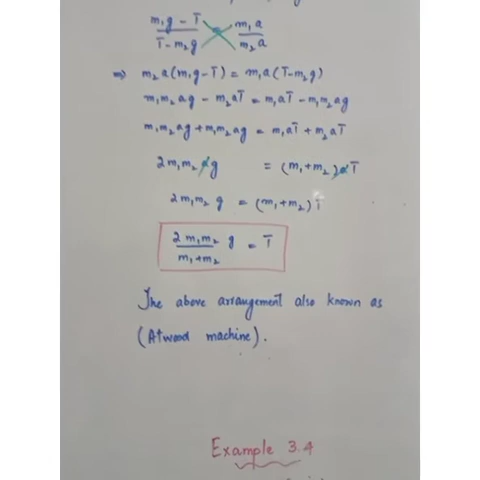 m₁g - T / T - m₂g = m₁a / m₂a
⇒ m₂a(m₁g-T) = m₁a(T-m₂g)
m₁m₂ag - m₂aT = m₁aT - m₁m₂ag
m₁m₂ag + m₁m₂ag = m₁aT + m₂aT
2m₁m₂ag = (m₁+m₂)aT
2m₁m₂ g = (m₁+m₂)T
2m₁m₂ / m₁+m₂ g = T
The above arrangement also known as
(Atwood machine).
Example 3.4